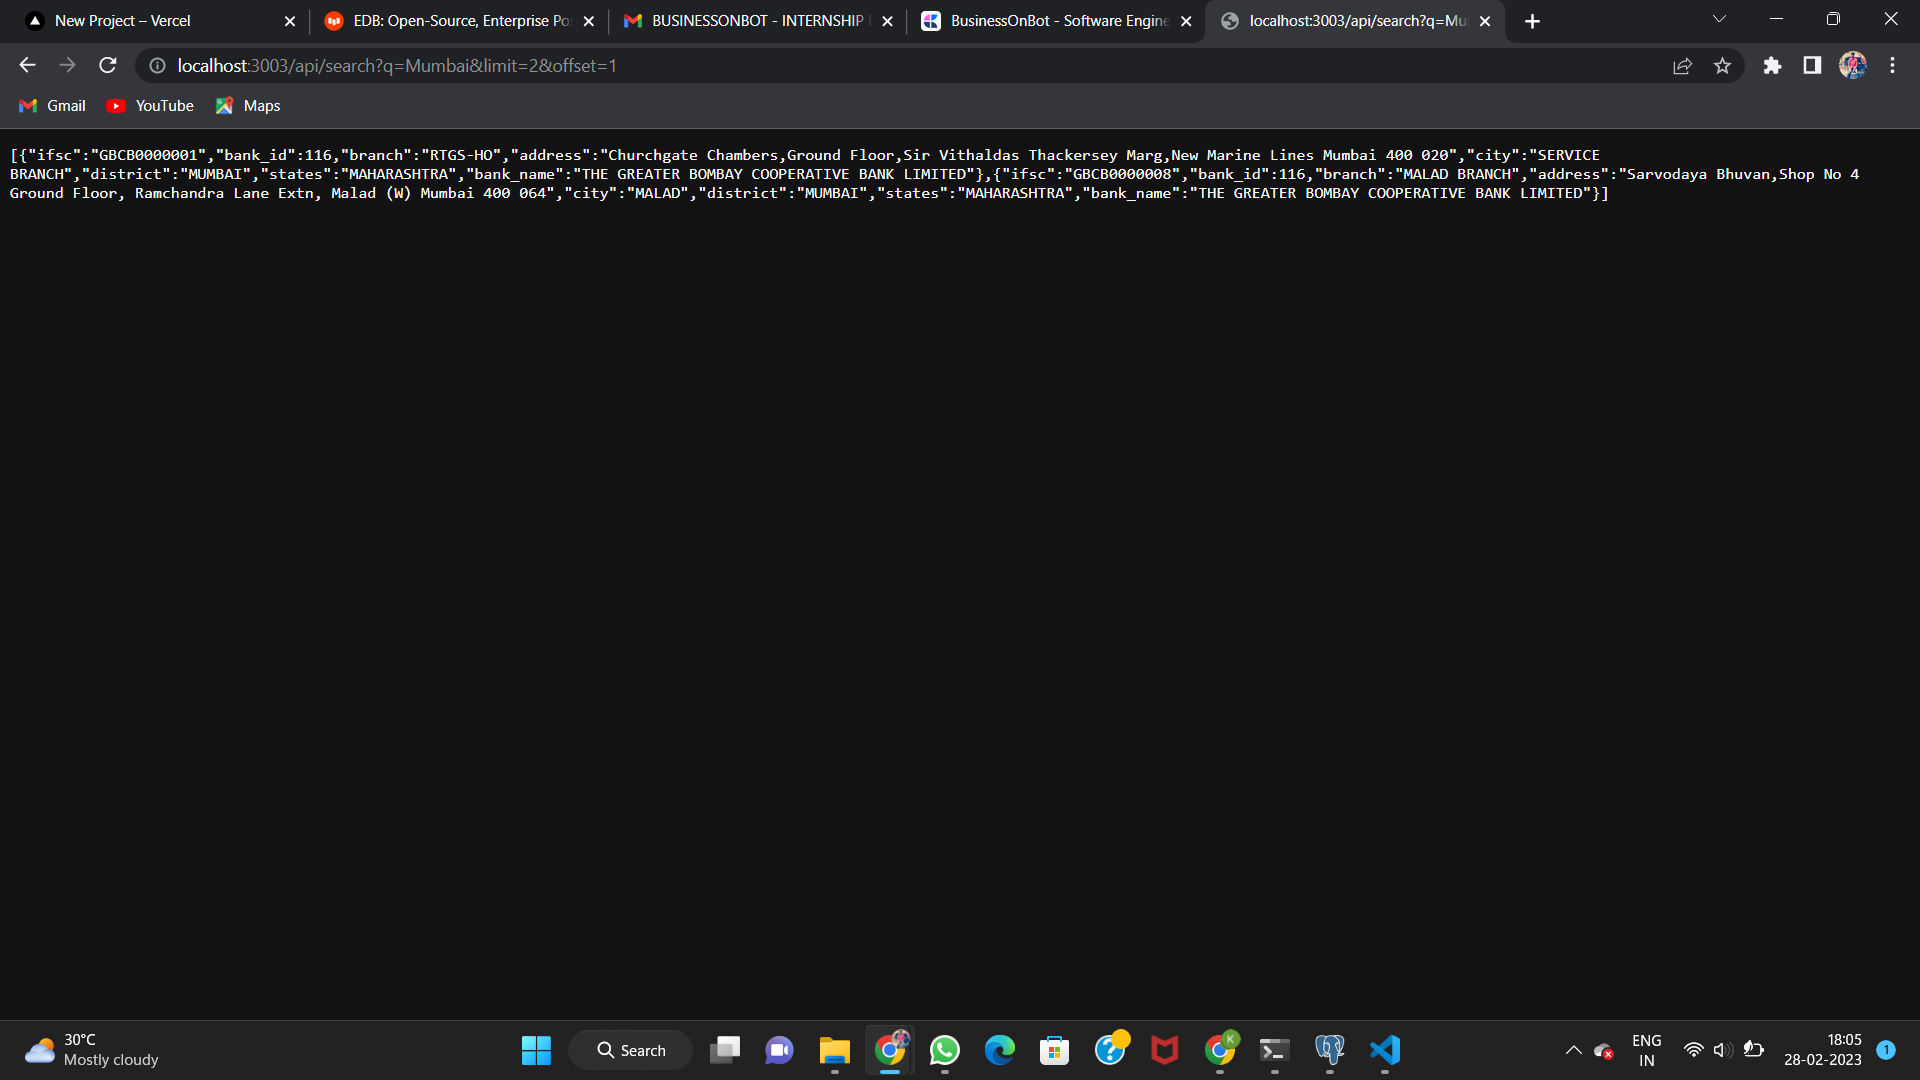 New Project – Vercel
EDB: Open-Source, Enterprise Po
BUSINESSONBOT - INTERNSHIP
BusinessOnBot - Software Engine
localhost:3003/api/search?q=Mu
localhost:3003/api/search?q=Mumbai&limit=2&offset=1
Gmail
YouTube
Maps
[{"ifsc":"GBCB0000001","bank_id":116,"branch":"RTGS-HO","address":"Churchgate Chambers,Ground Floor,Sir Vithaldas Thackersey Marg,New Marine Lines Mumbai 400 020","city":"SERVICE
BRANCH","district":"MUMBAI","states":"MAHARASHTRA","bank_name":"THE GREATER BOMBAY COOPERATIVE BANK LIMITED"},{"ifsc":"GBCB0000008","bank_id":116,"branch":"MALAD BRANCH","address":"Sarvodaya Bhuvan,Shop No 4
Ground Floor, Ramchandra Lane Extn, Malad (W) Mumbai 400 064","city":"MALAD","district":"MUMBAI","states":"MAHARASHTRA","bank_name":"THE GREATER BOMBAY COOPERATIVE BANK LIMITED"}]
30°C
Mostly cloudy
Search
K
ENG
IN
18:05
28-02-2023
1